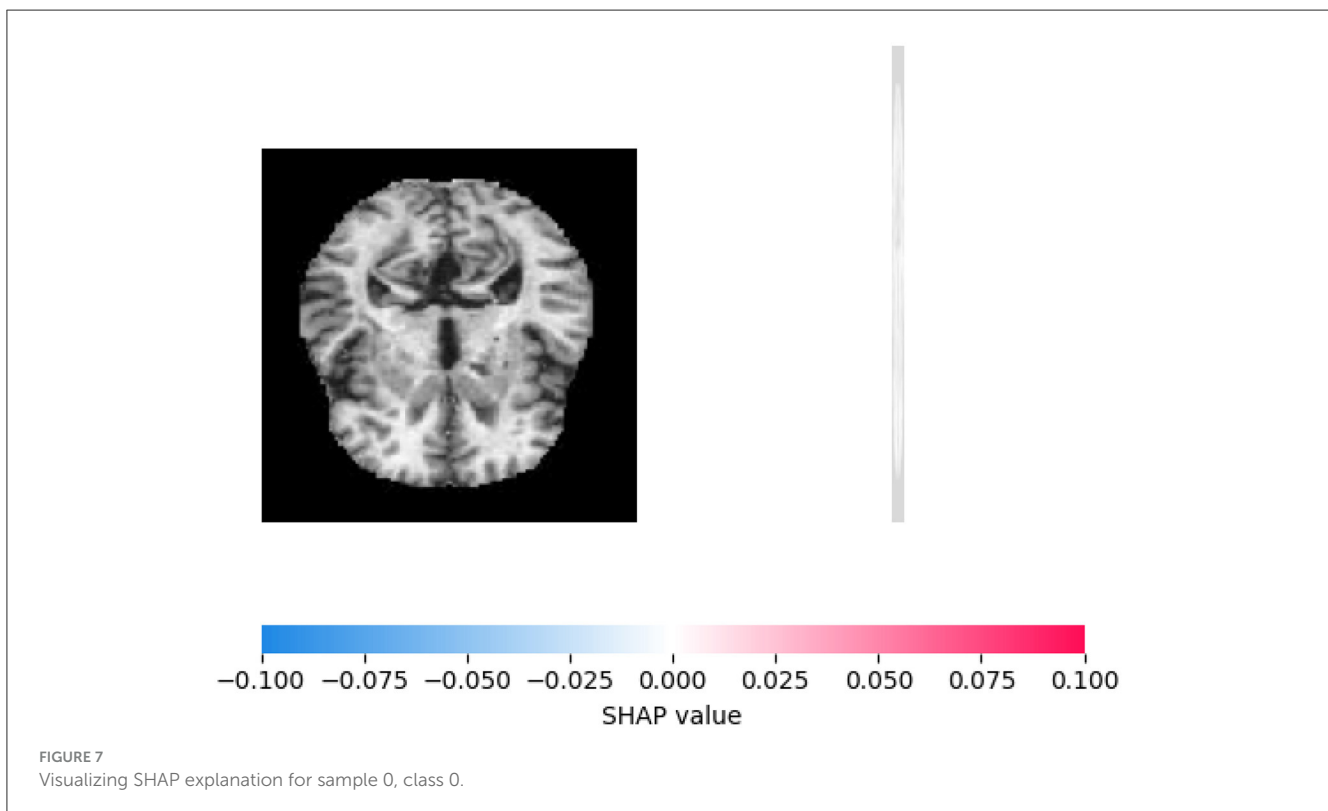 −0.100 −0.075 −0.050 −0.025 0.000 0.025 0.050 0.075 0.100
SHAP value
FIGURE 7
Visualizing SHAP explanation for sample 0, class 0.